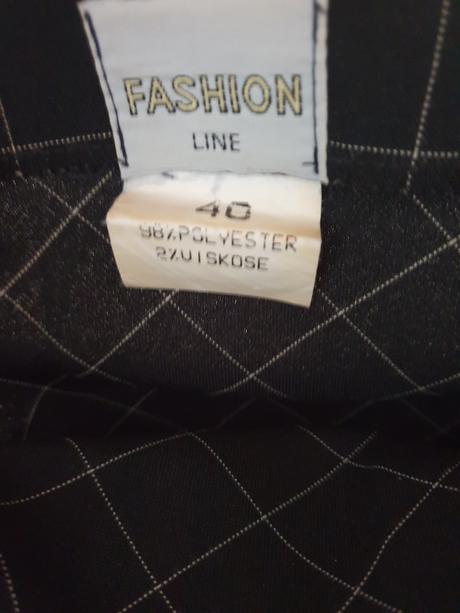 FASHION
LINE
40
98%POLYESTER
2%VISKOSE